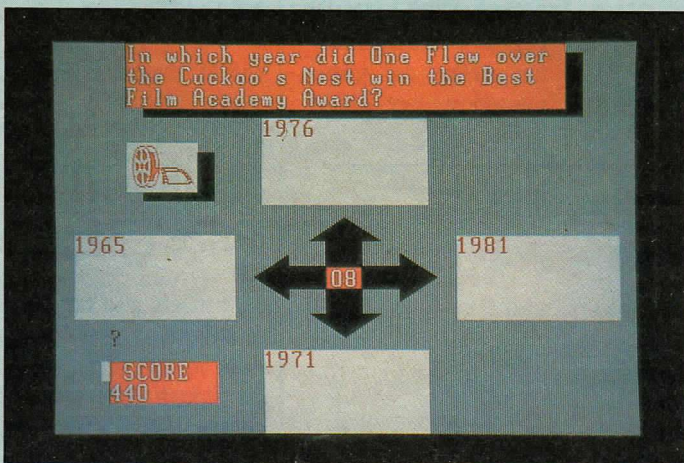 In which year did One Flew over
the Cuckoo's Nest win the Best
Film Academy Award?
1976
1965
08
1981
?
SCORE
440
1971